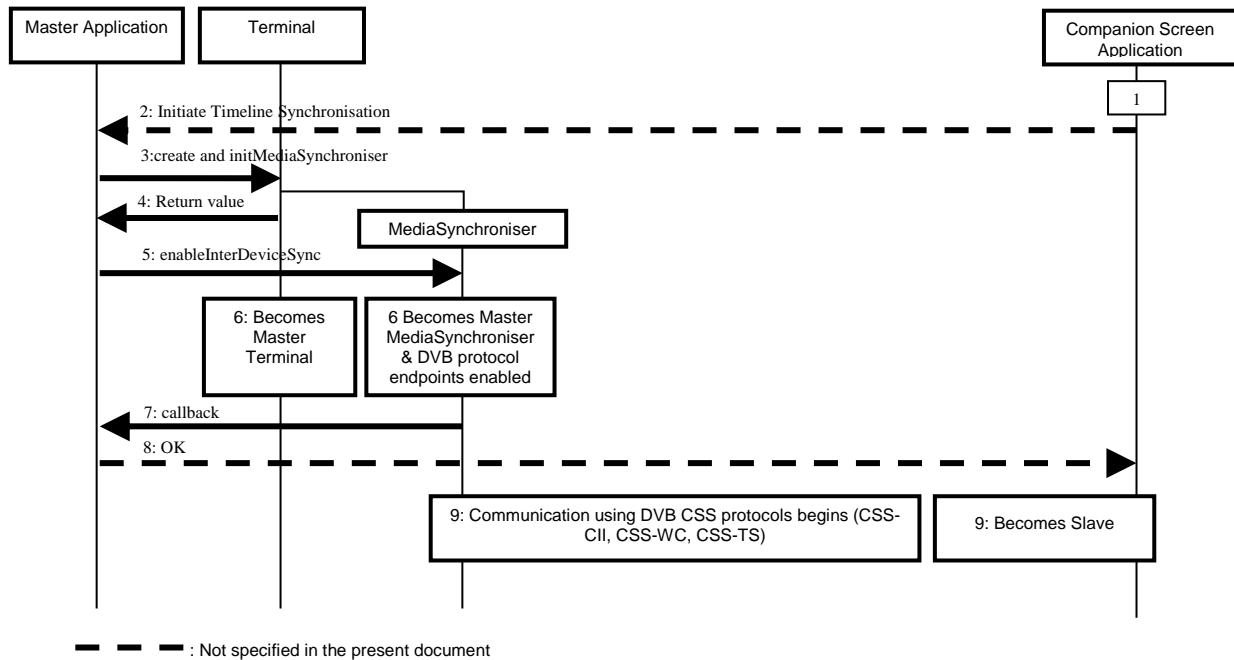 Master Application
Terminal
Companion Screen
Application
1
2: Initiate Timeline Synchronisation
3:create and initMediaSynchroniser
4: Return value
MediaSynchroniser
5: enableInterDeviceSync
6: Becomes
Master
Terminal
6 Becomes Master
MediaSynchroniser
& DVB protocol
endpoints enabled
7: callback
8: OK
9: Communication using DVB CSS protocols begins (CSS-
CII, CSS-WC, CSS-TS)
9: Becomes Slave
: Not specified in the present document